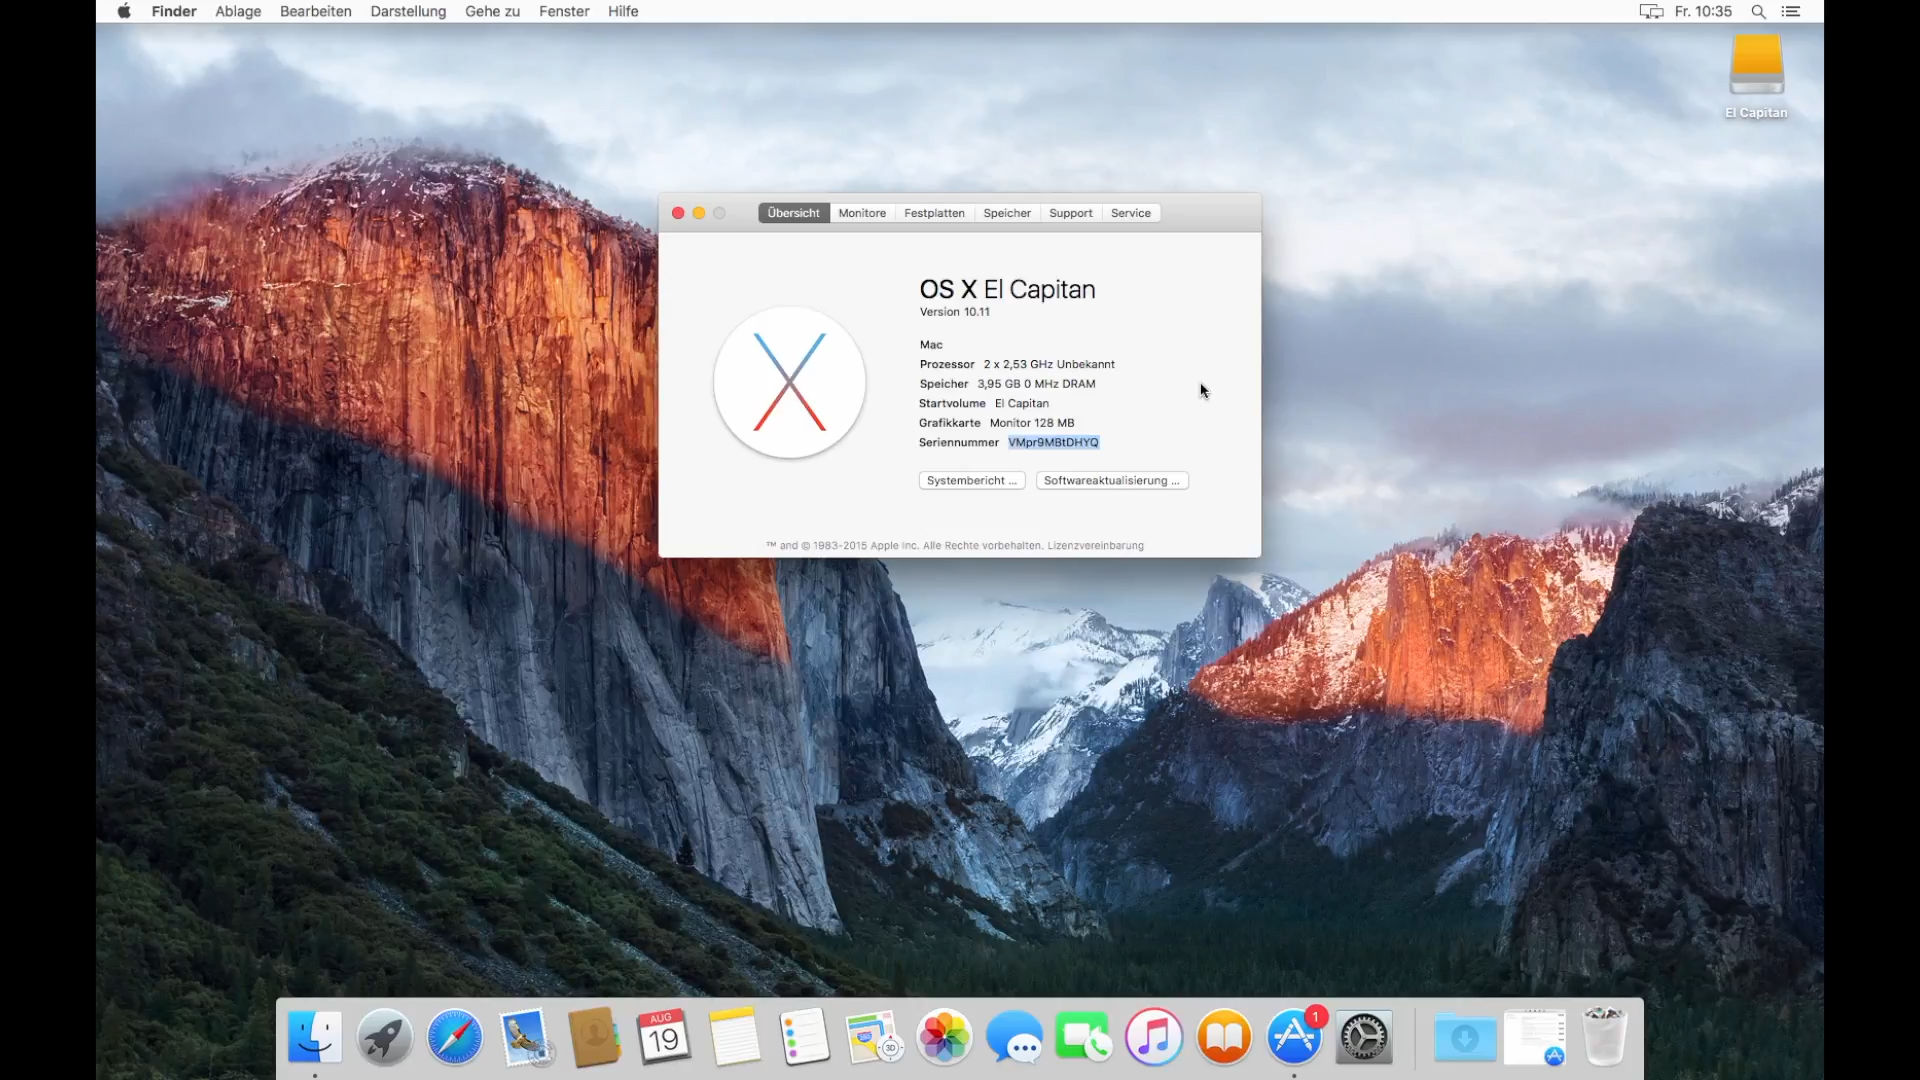 Finder Ablage Bearbeiten Darstellung Gehe zu Fenster Hilfe Fr. 10:35
El Capitan
Übersicht Monitore Festplatten Speicher Support Service
OS X El Capitan
Version 10.11
Mac
Prozessor 2 x 2,53 GHz Unbekannt
Speicher 3,95 GB 0 MHz DRAM
Startvolume El Capitan
Grafikkarte Monitor 128 MB
Seriennummer VMpr9MBtDHYQ
Systembericht ... Softwareaktualisierung ...
™ and © 1983-2015 Apple Inc. Alle Rechte vorbehalten. Lizenzvereinbarung
AUG
19
3D
1